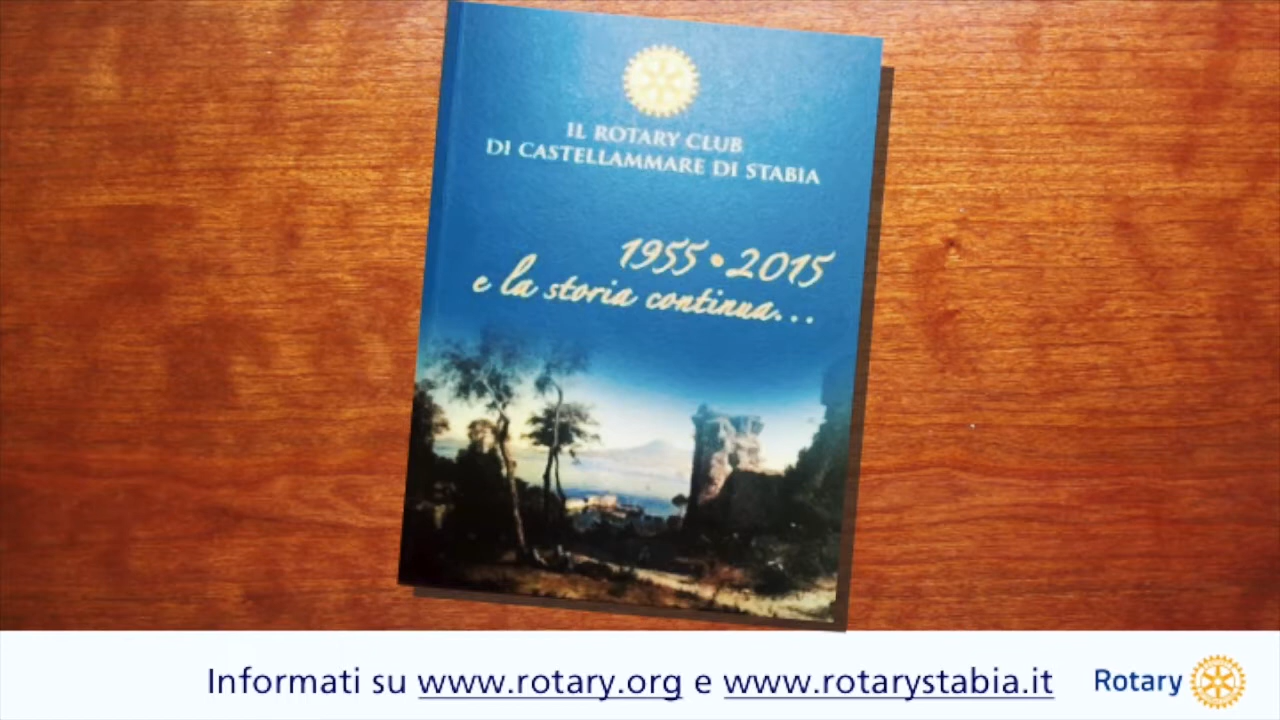 IL ROTARY CLUB
DI CASTELLAMMARE DI STABIA
1955•2015
e la storia continua...
Informati su www.rotary.org e www.rotarystabia.it
Rotary